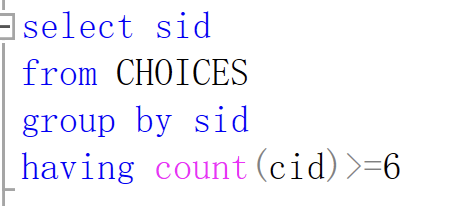 select sid
from CHOICES
group by sid
having count(cid)>=6